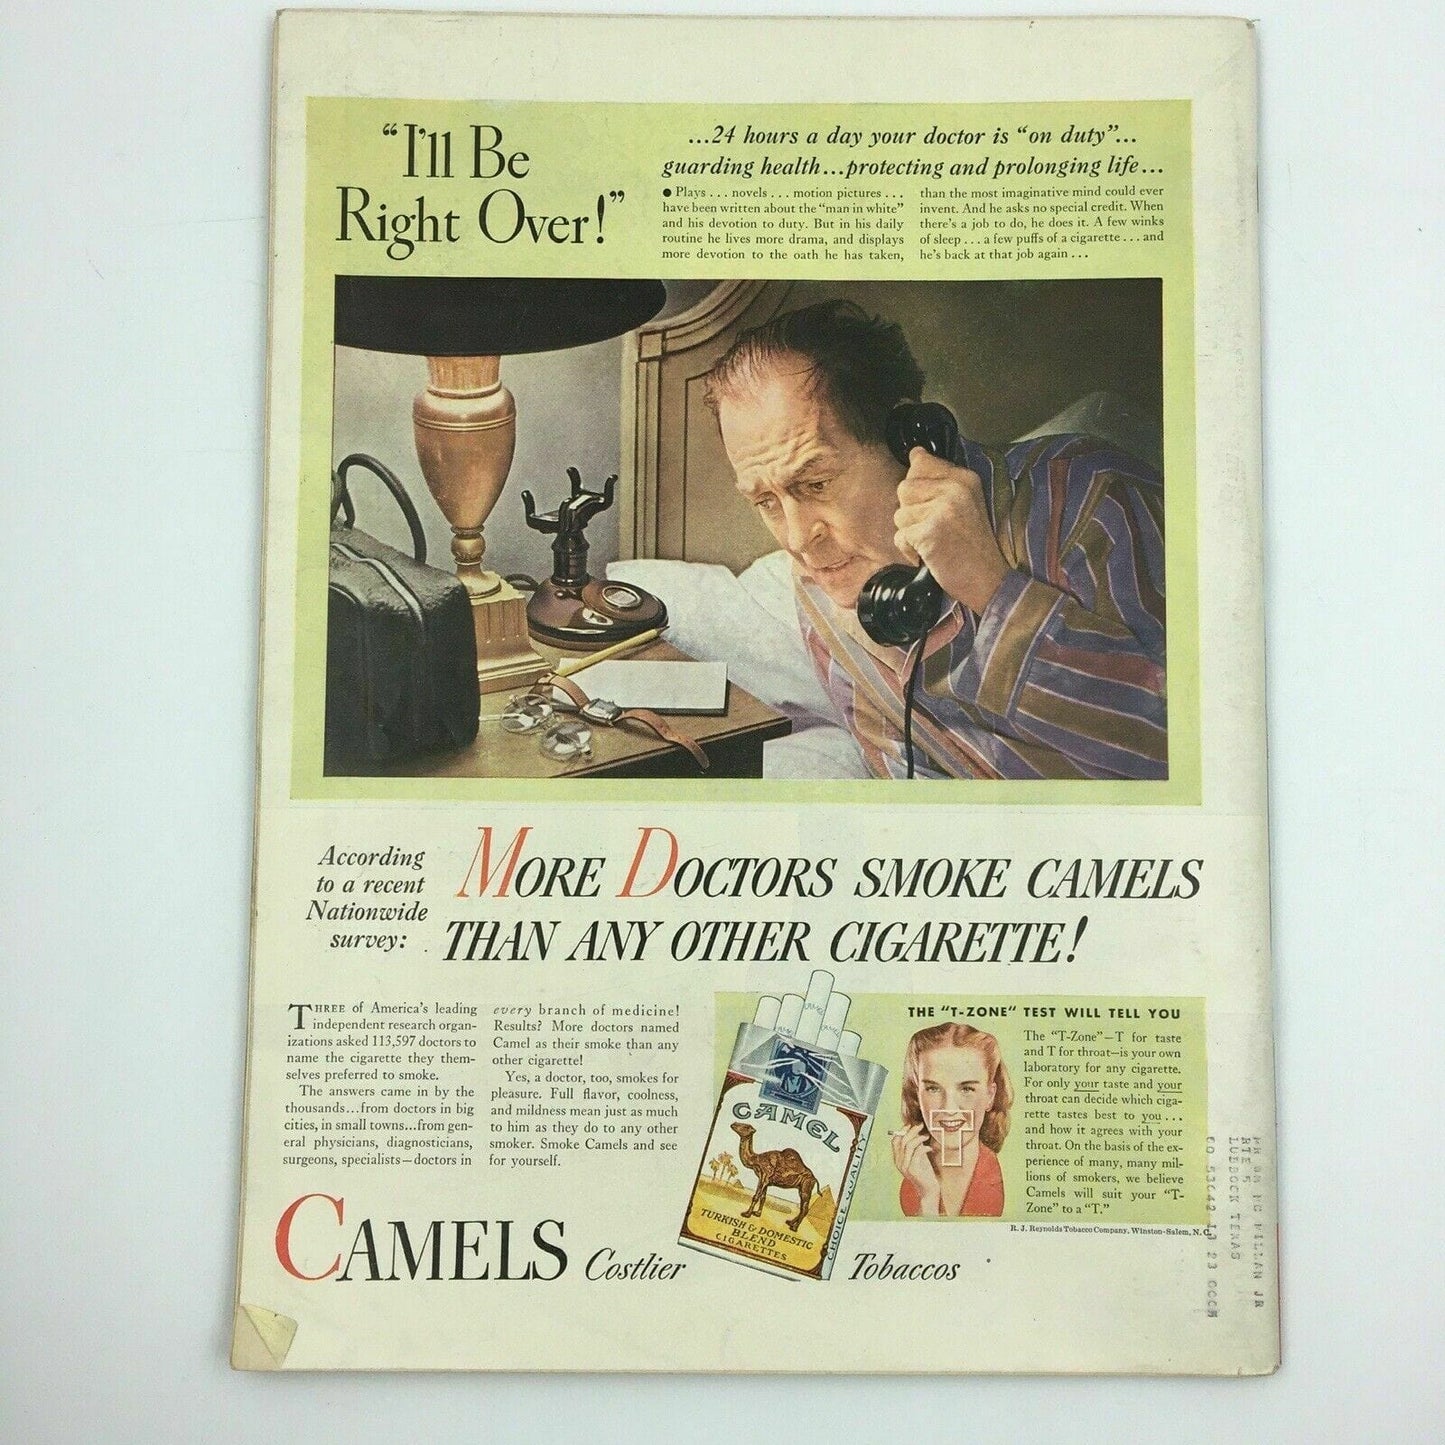 “I'll Be
Right Over!”
...24 hours a day your doctor is “on duty”...
guarding health...protecting and prolonging life...
● Plays . . . novels . . . motion pictures . . .
have been written about the “man in white”
and his devotion to duty. But in his daily
routine he lives more drama, and displays
more devotion to the oath he has taken,
than the most imaginative mind could ever
invent. And he asks no special credit. When
there's a job to do, he does it. A few winks
of sleep . . . a few puffs of a cigarette . . . and
he's back at that job again . . .
According
to a recent
Nationwide
survey:
MORE DOCTORS SMOKE CAMELS
THAN ANY OTHER CIGARETTE!
THREE of America's leading
independent research organ-
izations asked 113,597 doctors to
name the cigarette they them-
selves preferred to smoke.
The answers came in by the
thousands...from doctors in big
cities, in small towns...from gen-
eral physicians, diagnosticians,
surgeons, specialists—doctors in
every branch of medicine!
Results? More doctors named
Camel as their smoke than any
other cigarette!
Yes, a doctor, too, smokes for
pleasure. Full flavor, coolness,
and mildness mean just as much
to him as they do to any other
smoker. Smoke Camels and see
for yourself.
CAMEL
CAMEL
CAMEL
TURKISH & DOMESTIC
BLEND
CIGARETTES
CHOICE QUALITY
THE “T-ZONE” TEST WILL TELL YOU
The “T-Zone”—T for taste
and T for throat—is your own
laboratory for any cigarette.
For only your taste and your
throat can decide which ciga-
rette tastes best to you . . .
and how it agrees with your
throat. On the basis of the ex-
perience of many, many mil-
lions of smokers, we believe
Camels will suit your “T-
Zone” to a “T.”
R. J. Reynolds Tobacco Company, Winston-Salem, N. C.
CAMELS Costlier Tobaccos
RTE 5
LUBBOCK TEXAS